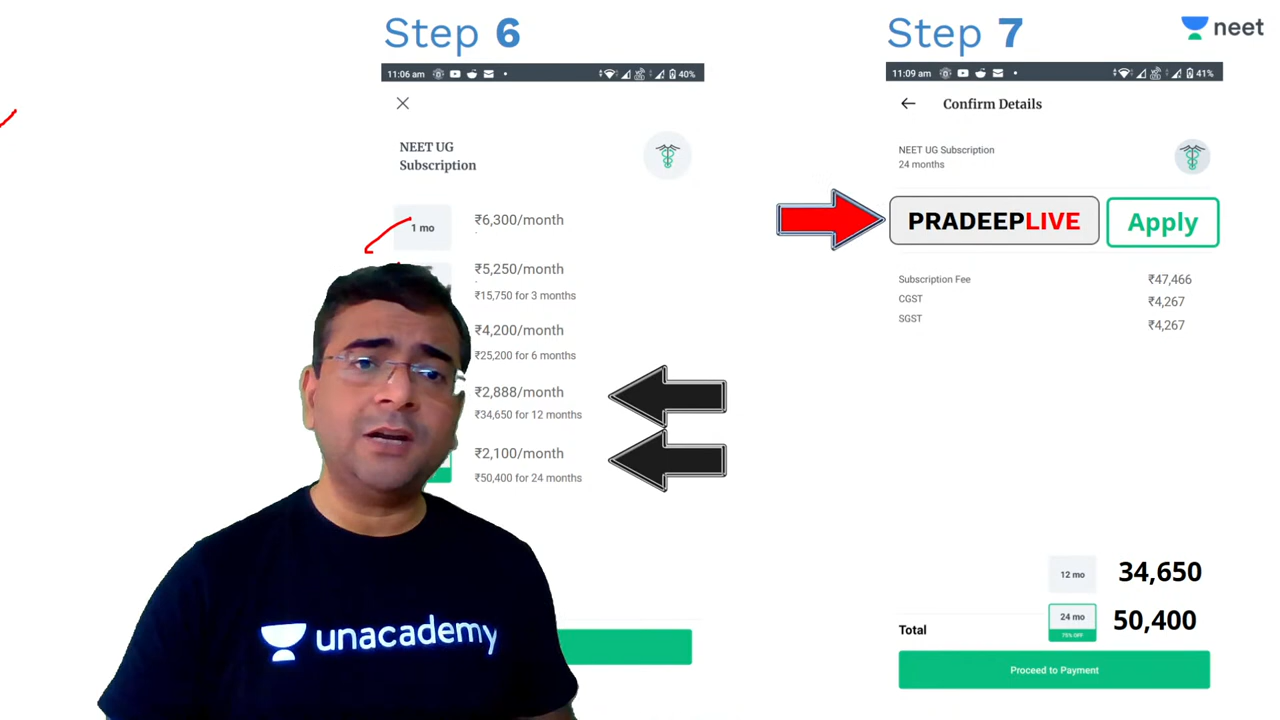 Step 6
11:06 am
40%
NEET UG
Subscription
1 mo
₹6,300/month
₹5,250/month
₹15,750 for 3 months
₹4,200/month
₹25,200 for 6 months
₹2,888/month
₹34,650 for 12 months
₹2,100/month
₹50,400 for 24 months
unacademy
Step 7
neet
11:09 am
41%
Confirm Details
NEET UG Subscription
24 months
PRADEEPLIVE
Apply
Subscription Fee ₹47,466
CGST ₹4,267
SGST ₹4,267
12 mo 34,650
24 mo 50,400
75% OFF
Total
Proceed to Payment